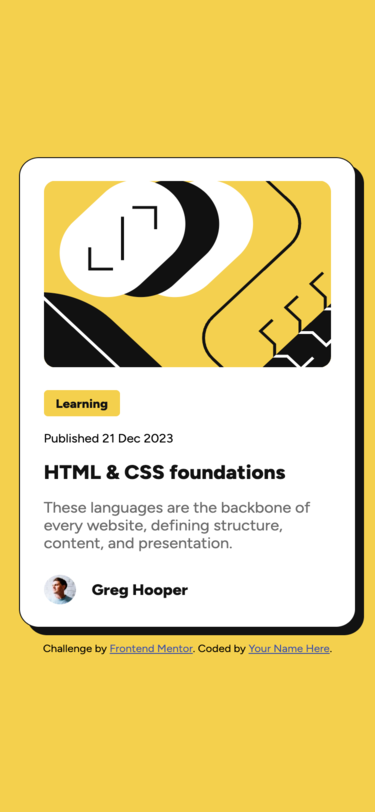 Learning
Published 21 Dec 2023
HTML & CSS foundations
These languages are the backbone of
every website, defining structure,
content, and presentation.
Greg Hooper
Challenge by Frontend Mentor. Coded by Your Name Here.